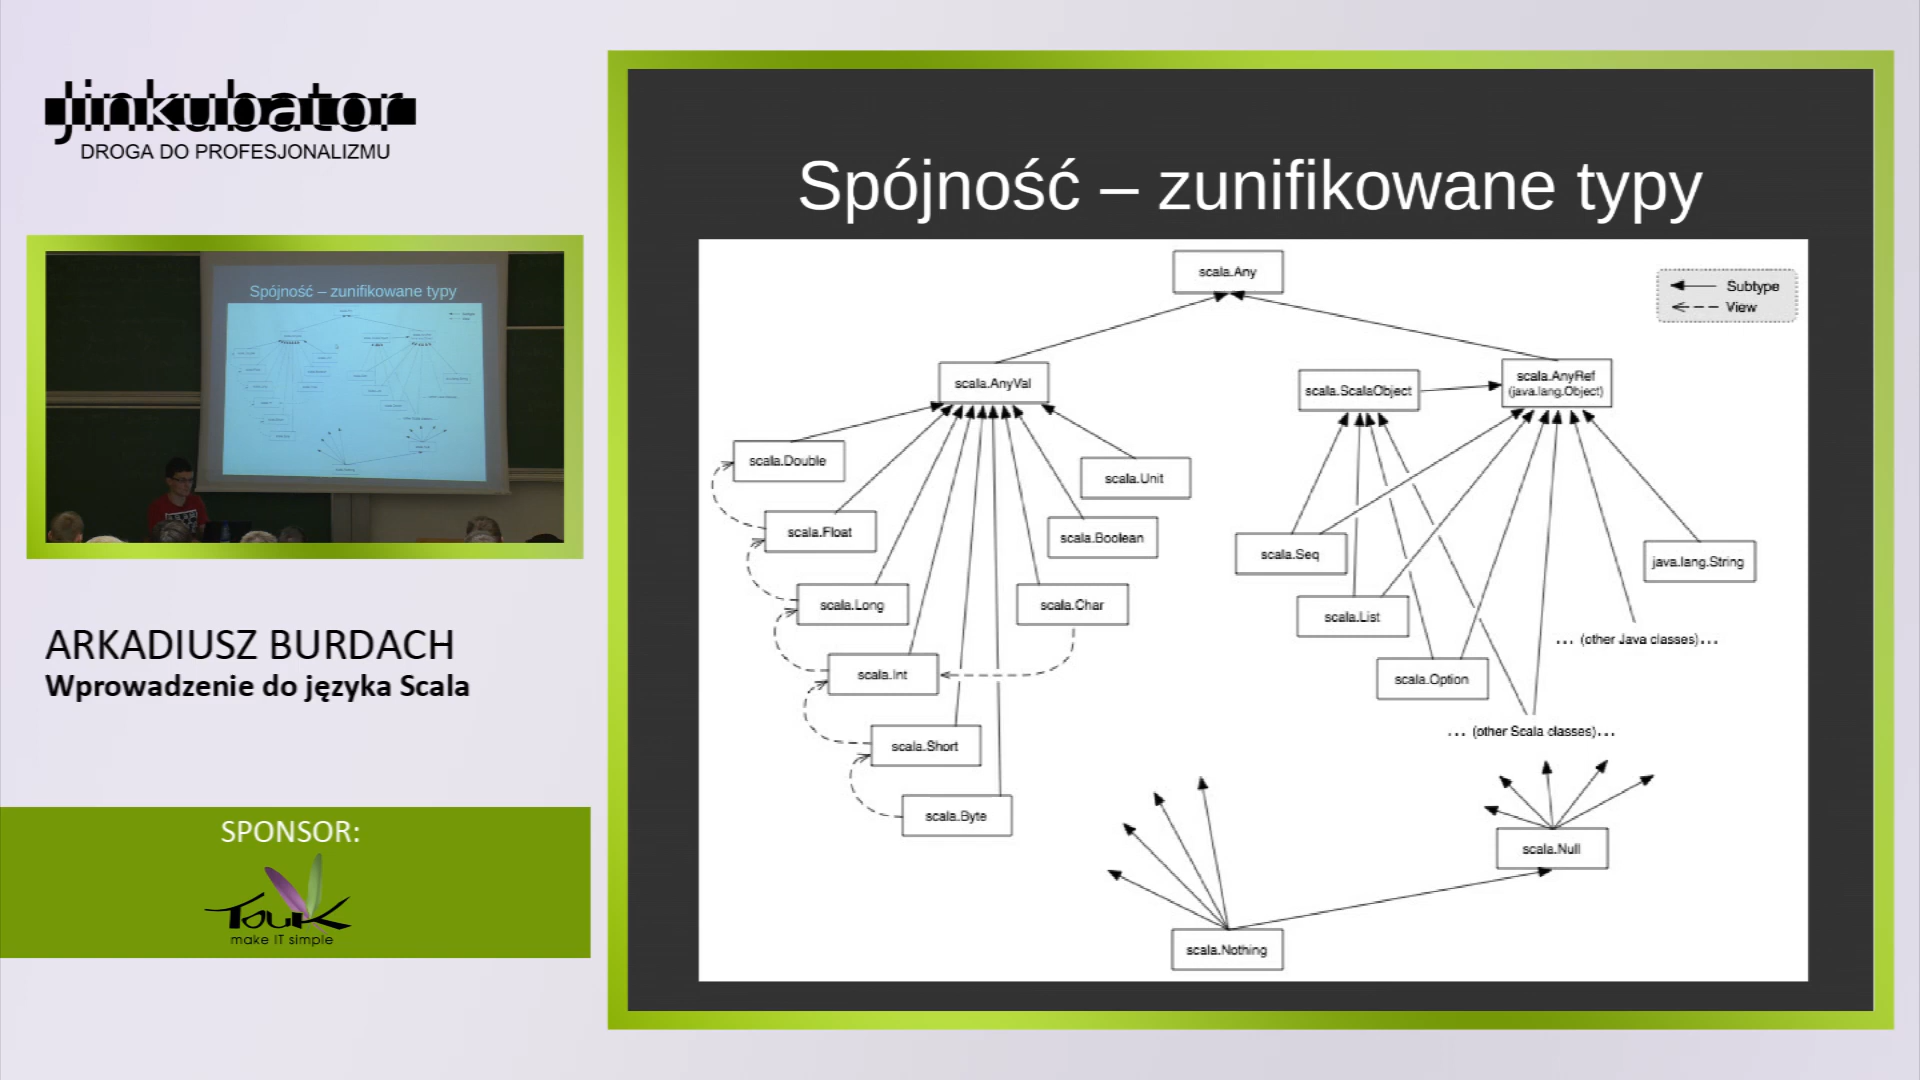 Jinkubator
DROGA DO PROFESJONALIZMU
Spójność – zunifikowane typy
ARKADIUSZ BURDACH
Wprowadzenie do języka Scala
SPONSOR:
TouK
make IT simple
Spójność – zunifikowane typy
scala.Any
Subtype
View
scala.AnyVal
scala.ScalaObject
scala.AnyRef
(java.lang.Object)
scala.Double
scala.Unit
scala.Float
scala.Boolean
scala.Seq
java.lang.String
scala.Long
scala.Char
scala.List
... (other Java classes)...
scala.Int
scala.Option
... (other Scala classes)...
scala.Short
scala.Byte
scala.Null
scala.Nothing